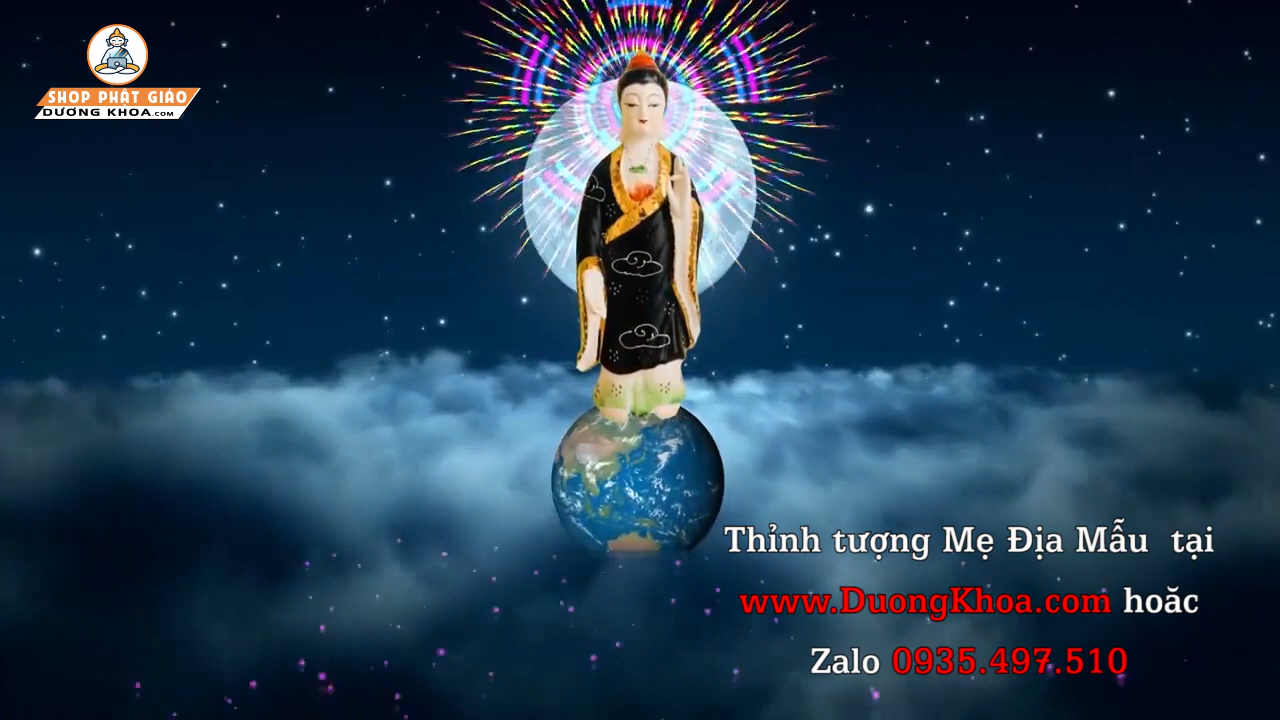 SHOP PHẬT GIÁO
DƯƠNG KHOA.com
Thỉnh tượng Mẹ Địa Mẫu tại
www.DuongKhoa.com hoăc
Zalo 0935.497.510